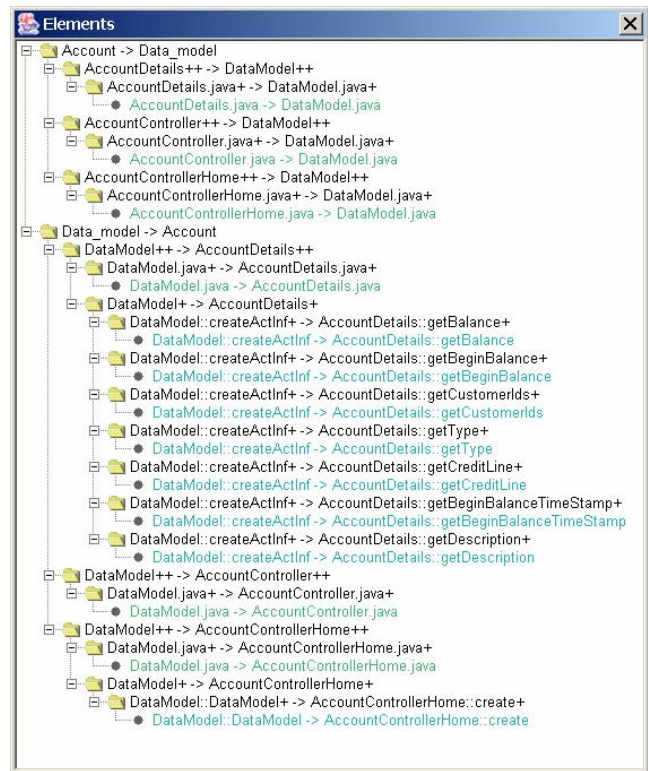 Elements
Account -> Data_model
AccountDetails++ -> DataModel++
AccountDetails.java+ -> DataModel.java+
AccountDetails.java -> DataModel.java
AccountController++ -> DataModel++
AccountController.java+ -> DataModel.java+
AccountController.java -> DataModel.java
AccountControllerHome++ -> DataModel++
AccountControllerHome.java+ -> DataModel.java+
AccountControllerHome.java -> DataModel.java
Data_model -> Account
DataModel++ -> AccountDetails++
DataModel.java+ -> AccountDetails.java+
DataModel.java -> AccountDetails.java
DataModel+ -> AccountDetails+
DataModel::createActInf+ -> AccountDetails::getBalance+
DataModel::createActInf -> AccountDetails::getBalance
DataModel::createActInf+ -> AccountDetails::getBeginBalance+
DataModel::createActInf -> AccountDetails::getBeginBalance
DataModel::createActInf+ -> AccountDetails::getCustomerIds+
DataModel::createActInf -> AccountDetails::getCustomerIds
DataModel::createActInf+ -> AccountDetails::getType+
DataModel::createActInf -> AccountDetails::getType
DataModel::createActInf+ -> AccountDetails::getCreditLine+
DataModel::createActInf -> AccountDetails::getCreditLine
DataModel::createActInf+ -> AccountDetails::getBeginBalanceTimeStamp+
DataModel::createActInf -> AccountDetails::getBeginBalanceTimeStamp
DataModel::createActInf+ -> AccountDetails::getDescription+
DataModel::createActInf -> AccountDetails::getDescription
DataModel++ -> AccountController++
DataModel.java+ -> AccountController.java+
DataModel.java -> AccountController.java
DataModel++ -> AccountControllerHome++
DataModel.java+ -> AccountControllerHome.java+
DataModel.java -> AccountControllerHome.java
DataModel+ -> AccountControllerHome+
DataModel::DataModel+ -> AccountControllerHome::create+
DataModel::DataModel -> AccountControllerHome::create